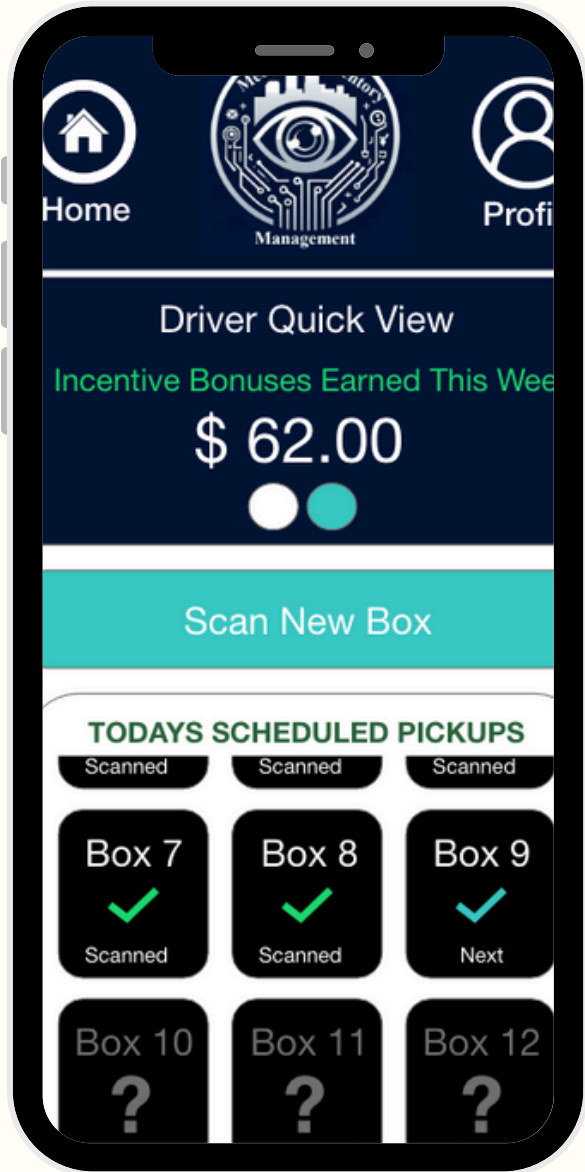 Home
Management
Profi
Driver Quick View
Incentive Bonuses Earned This Wee
$ 62.00
Scan New Box
TODAYS SCHEDULED PICKUPS
Scanned Scanned Scanned
Box 7 Box 8 Box 9
Scanned Scanned Next
Box 10 Box 11 Box 12
? ? ?